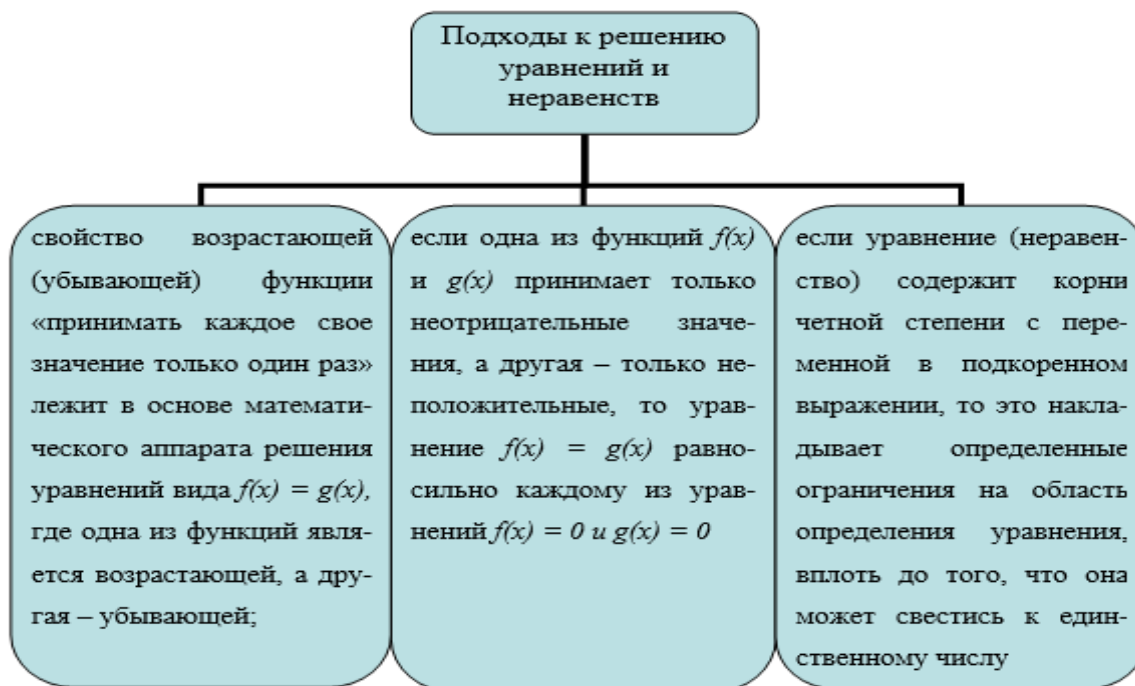 Подходы к решению
уравнений и
неравенств
свойство возрастающей
(убывающей) функции
«принимать каждое свое
значение только один раз»
лежит в основе математи-
ческого аппарата решения
уравнений вида f(x) = g(x),
где одна из функций явля-
ется возрастающей, а дру-
гая – убывающей;
если одна из функций f(x)
и g(x) принимает только
неотрицательные значе-
ния, а другая – только не-
положительные, то урав-
нение f(x) = g(x) равно-
сильно каждому из урав-
нений f(x) = 0 и g(x) = 0
если уравнение (неравен-
ство) содержит корни
четной степени с пере-
менной в подкоренном
выражении, то это накла-
дывает определенные
ограничения на область
определения уравнения,
вплоть до того, что она
может свестись к един-
ственному числу